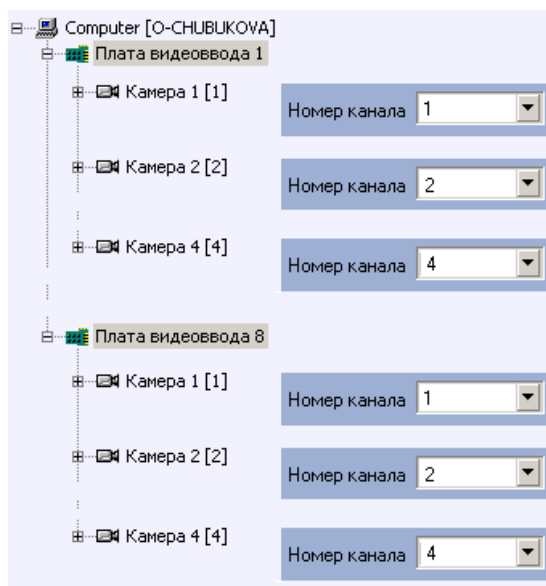 Computer [O-CHUBUKOVA]
Плата видеоввода 1
Камера 1 [1]
Номер канала 1
Камера 2 [2]
Номер канала 2
Камера 4 [4]
Номер канала 4
Плата видеоввода 8
Камера 1 [1]
Номер канала 1
Камера 2 [2]
Номер канала 2
Камера 4 [4]
Номер канала 4